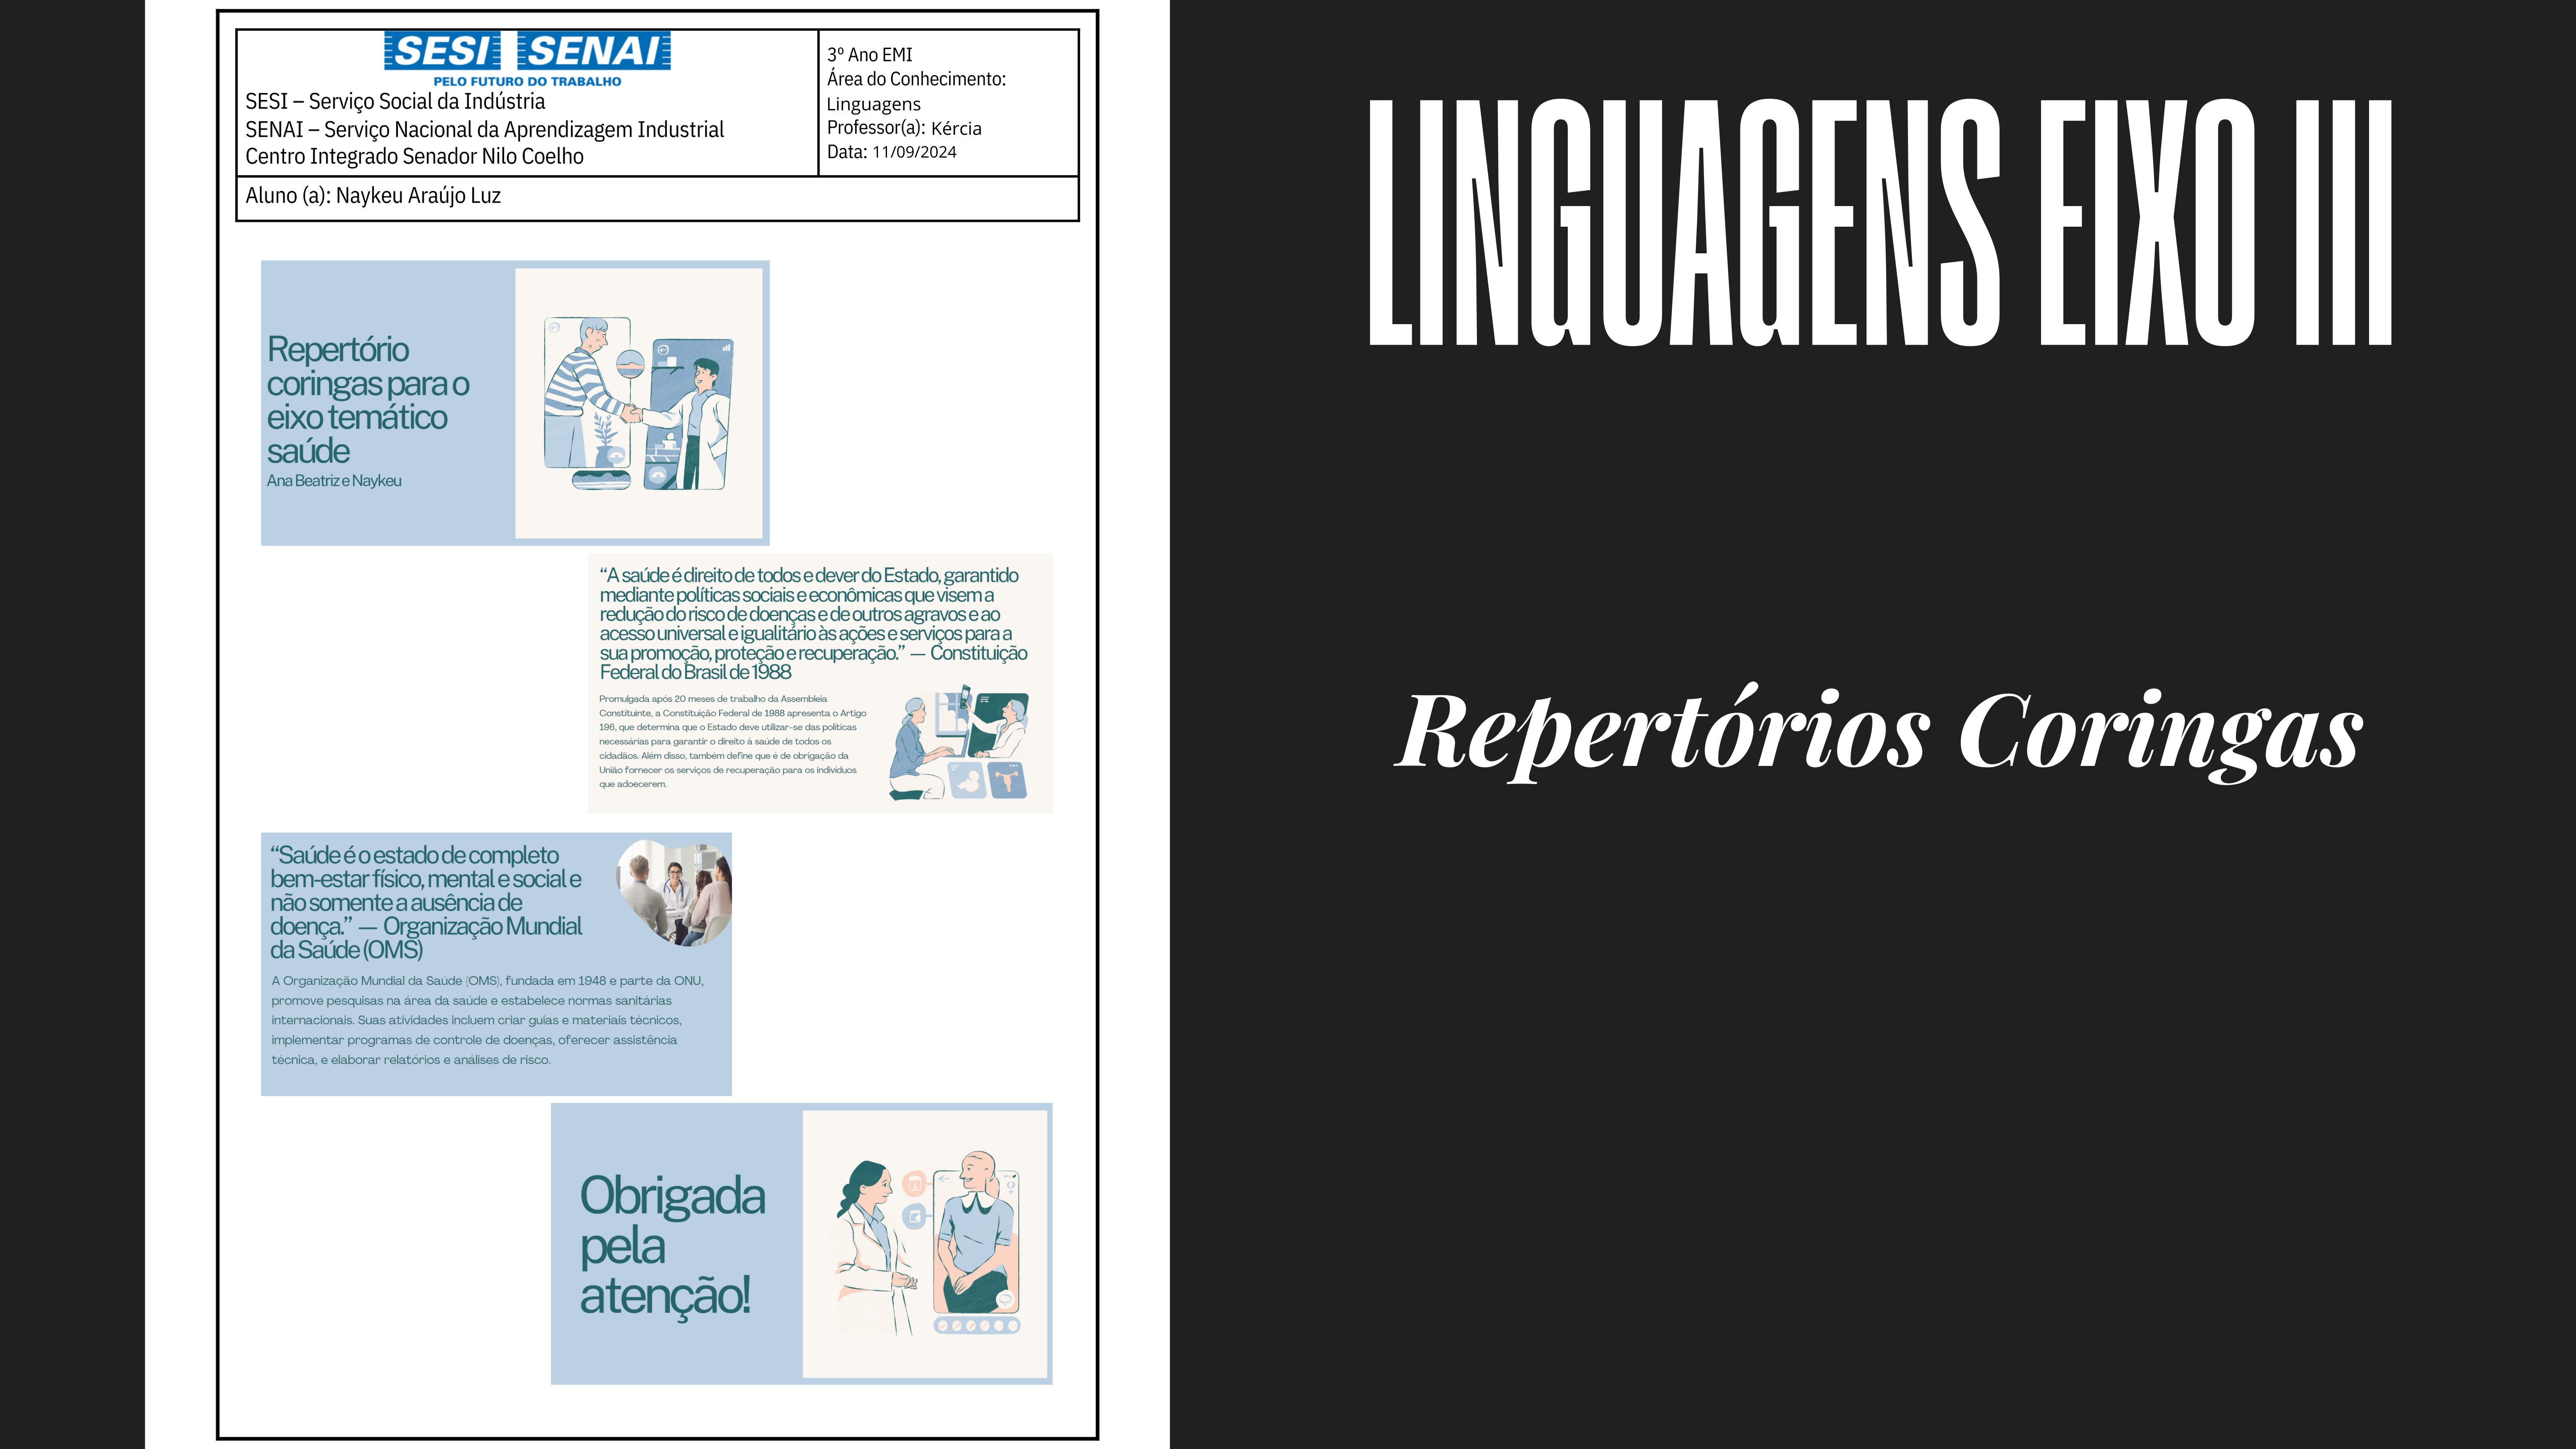 SESI SENAI
PELO FUTURO DO TRABALHO
SESI – Serviço Social da Indústria
SENAI – Serviço Nacional da Aprendizagem Industrial
Centro Integrado Senador Nilo Coelho
3º Ano EMI
Área do Conhecimento:
Linguagens
Professor(a): Kércia
Data: 11/09/2024
Aluno (a): Naykeu Araújo Luz
Repertório
coringas para o
eixo temático
saúde
Ana Beatriz e Naykeu
“A saúde é direito de todos e dever do Estado, garantido
mediante políticas sociais e econômicas que visem a
redução do risco de doenças e de outros agravos e ao
acesso universal e igualitário às ações e serviços para a
sua promoção, proteção e recuperação.” — Constituição
Federal do Brasil de 1988
Promulgada após 20 meses de trabalho da Assembleia
Constituinte, a Constituição Federal de 1988 apresenta o Artigo
196, que determina que o Estado deve utilizar-se das políticas
necessárias para garantir o direito à saúde de todos os
cidadãos. Além disso, também define que é de obrigação da
União fornecer os serviços de recuperação para os indivíduos
que adoecerem.
“Saúde é o estado de completo
bem-estar físico, mental e social e
não somente a ausência de
doença.” — Organização Mundial
da Saúde (OMS)
A Organização Mundial da Saúde (OMS), fundada em 1948 e parte da ONU,
promove pesquisas na área da saúde e estabelece normas sanitárias
internacionais. Suas atividades incluem criar guias e materiais técnicos,
implementar programas de controle de doenças, oferecer assistência
técnica, e elaborar relatórios e análises de risco.
Obrigada
pela
atenção!
LINGUAGENS EIXO III
Repertórios Coringas